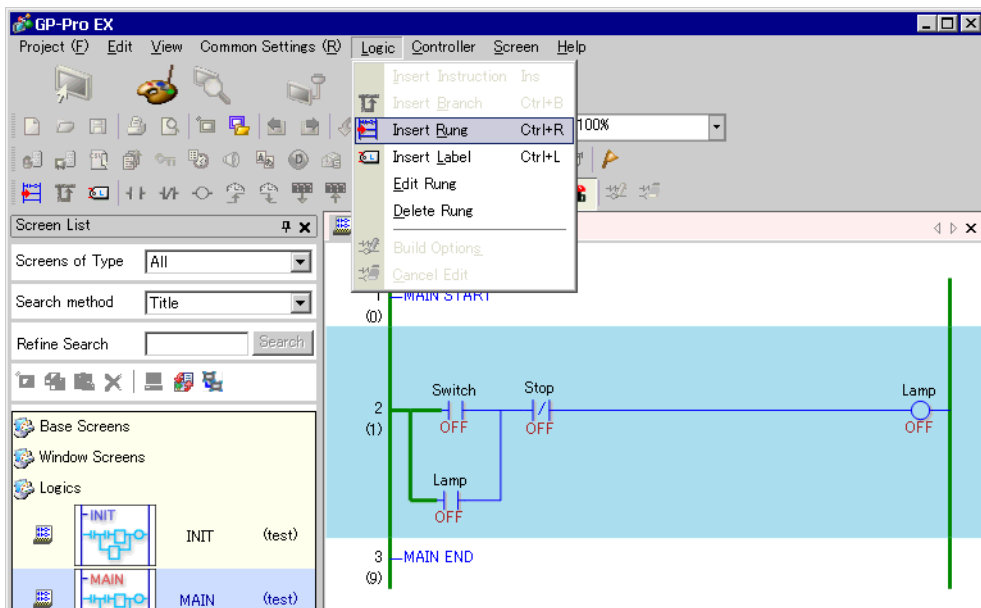 GP-Pro EX
Project (F) Edit View Common Settings (R) Logic Controller Screen Help
Insert Instruction Ins
Insert Branch Ctrl+B
Insert Rung Ctrl+R
100%
Insert Label Ctrl+L
Edit Rung
Delete Rung
Build Options
Cancel Edit
Screen List
Screens of Type All
Search method Title
Refine Search Search
Base Screens
Window Screens
Logics
INIT
INIT (test)
MAIN
MAIN (test)
1 MAIN START
(0)
Switch Stop Lamp
2
(1) OFF OFF OFF
Lamp
OFF
3 MAIN END
(9)